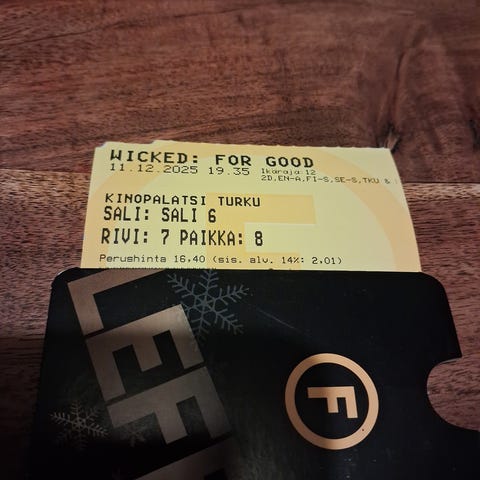 WICKED: FOR GOOD
11.12.2025 19.35 Ikäraja 12
2D,EN-A,FI-S,SE-S,TKU &
KINOPALATSI TURKU
SALI: SALI 6
RIVI: 7 PAIKKA: 8
Perushinta 16,40 (sis. alv. 14%: 2,01)
LEFF
F